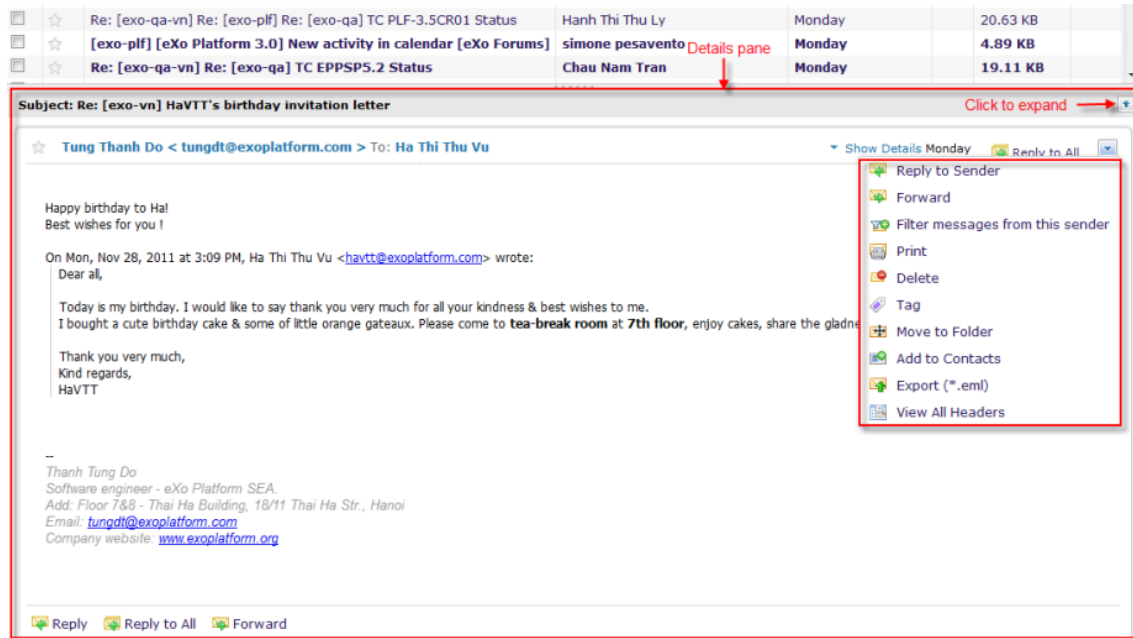 Re: [exo-qa-vn] Re: [exo-plf] Re: [exo-qa] TC PLF-3.5CR01 Status Hanh Thi Thu Ly Monday 20.63 KB
[exo-plf] [eXo Platform 3.0] New activity in calendar [eXo Forums] simone pesavento Monday 4.89 KB
Details pane
Re: [exo-qa-vn] Re: [exo-qa] TC EPPSP5.2 Status Chau Nam Tran Monday 19.11 KB
Subject: Re: [exo-vn] HaVTT's birthday invitation letter Click to expand
Tung Thanh Do < tungdt@exoplatform.com > To: Ha Thi Thu Vu Show Details Monday Reply to All
Reply to Sender
Forward
Filter messages from this sender
Print
Delete
Tag
Move to Folder
Add to Contacts
Export (*.eml)
View All Headers
Happy birthday to Ha!
Best wishes for you !
On Mon, Nov 28, 2011 at 3:09 PM, Ha Thi Thu Vu <havtt@exoplatform.com> wrote:
Dear all,
Today is my birthday. I would like to say thank you very much for all your kindness & best wishes to me.
I bought a cute birthday cake & some of little orange gateaux. Please come to tea-break room at 7th floor, enjoy cakes, share the
Thank you very much,
Kind regards,
HaVTT
--
Thanh Tung Do
Software engineer - eXo Platform SEA.
Add: Floor 7&8 - Thai Ha Building, 18/11 Thai Ha Str., Hanoi
Email: tungdt@exoplatform.com
Company website: www.exoplatform.org
Reply Reply to All Forward